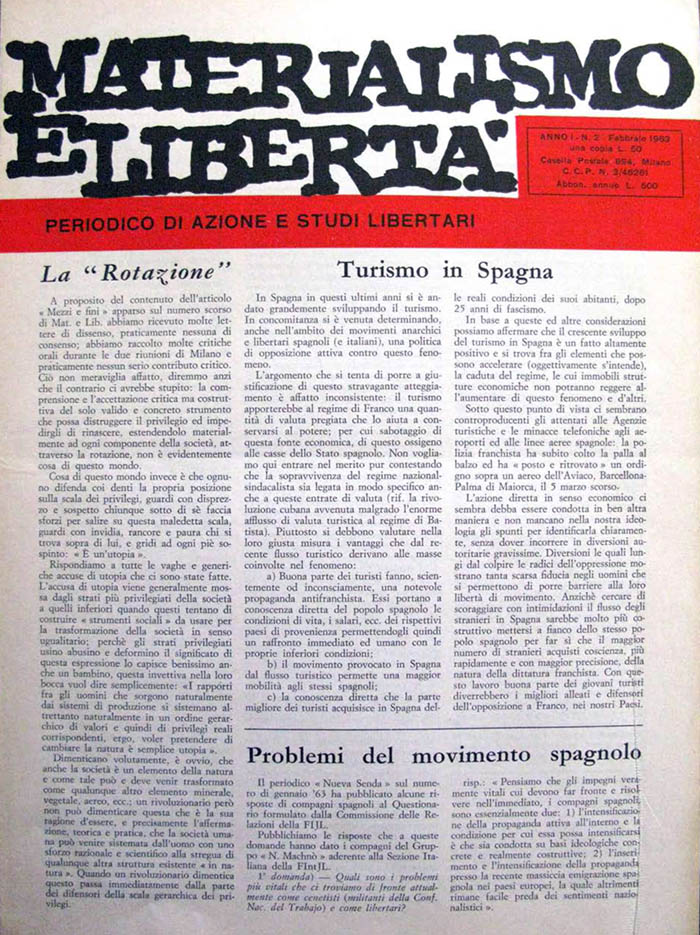 MATERIALISMO
E LIBERTA'
ANNO I - N. 2 - Febbraio 1963
una copia L. 50
Casella Postale 894, Milano
C. C. P. N. 3/46261
Abbon. annuo L. 500
PERIODICO DI AZIONE E STUDI LIBERTARI
La “Rotazione”
A proposito del contenuto dell'articolo
« Mezzi e fini » apparso sul numero scorso
di Mat. e Lib. abbiamo ricevuto molte let-
tere di dissenso, praticamente nessuna di
consenso; abbiamo raccolto molte critiche
orali durante le due riunioni di Milano e
praticamente nessun serio contributo critico.
Ciò non meraviglia affatto, diremmo anzi
che il contrario ci avrebbe stupito: la com-
prensione e l'accettazione critica ma costrut-
tiva del solo valido e concreto strumento
che possa distruggere il privilegio ed impe-
dirgli di rinascere, estendendolo material-
mente ad ogni componente della società, at-
traverso la rotazione, non è evidentemente
cosa di questo mondo.
Cosa di questo mondo invece è che ognu-
no difenda coi denti la propria posizione
sulla scala dei privilegi, guardi con disprez-
zo e sospetto chiunque sotto di sè faccia
sforzi per salire su questa maledetta scala,
guardi con invidia, rancore e paura chi si
trova sopra di lui, e gridi ad ogni piè so-
spinto: « È un'utopia ».
Rispondiamo a tutte le vaghe e generi-
che accuse di utopia che ci sono state fatte.
L'accusa di utopia viene generalmente mos-
sa dagli strati più privilegiati della società
a quelli inferiori quando questi tentano di
costruire « strumenti sociali » da usare per
la trasformazione della società in senso
ugualitario; perchè gli strati privilegiati
usino abusino e deformino il significato di
questa espressione lo capisce benissimo an-
che un bambino, questa invettiva nella loro
bocca vuol dire semplicemente: « I rapporti
fra gli uomini che sorgono naturalmente
dai sistemi di produzione si sistemano al-
trettanto naturalmente in un ordine gerar-
chico di valori e quindi di privilegi reali
corrispondenti, ergo, voler pretendere di
cambiare la natura è semplice utopia ».
Dimenticano volutamente, è ovvio, che
anche la società è un elemento della natura
e come tale può e deve venir trasformato
come qualunque altro elemento minerale,
vegetale, aereo, ecc.; un rivoluzionario però
non può dimenticare questa che è la sua
ragione d'essere, e precisamente l'afferma-
zione, teorica e pratica, che la società uma-
na può venire sistemata dall'uomo con uno
sforzo razionale e scientifico alla stregua di
qualunque altra struttura esistente « in na-
tura ». Quando un rivoluzionario dimentica
questo passa immediatamente dalla parte
dei difensori della scala gerarchica dei pri-
vilegi.
Turismo in Spagna
In Spagna in questi ultimi anni si è an-
dato grandemente sviluppando il turismo.
In concomitanza si è venuta determinando,
anche nell'ambito dei movimenti anarchici
e libertari spagnoli (e italiani), una politica
di opposizione attiva contro questo feno-
meno.
L'argomento che si tenta di porre a giu-
stificazione di questo stravagante atteggia-
mento è affatto inconsistente: il turismo
apporterebbe al regime di Franco una quan-
tità di valuta pregiata che lo aiuta a con-
servarsi al potere; per cui sabotaggio di
questa fonte economica, di questo ossigeno
alle casse dello Stato spagnolo. Non voglia-
mo qui entrare nel merito pur contestando
che la sopravvivenza del regime nazional-
sindacalista sia legata in modo specifico an-
che a queste entrate di valuta (rif. la rivo-
luzione cubana avvenuta malgrado l'enorme
afflusso di valuta turistica al regime di Ba-
tista). Piuttosto si debbono valutare nella
loro giusta misura i vantaggi che dal re-
cente flusso turistico derivano alle masse
coinvolte nel fenomeno:
a) Buona parte dei turisti fanno, scien-
temente od inconsciamente, una notevole
propaganda antifranchista. Essi portano a
conoscenza diretta del popolo spagnolo le
condizioni di vita, i salari, ecc. dei rispettivi
paesi di provenienza permettendogli quindi
un raffronto immediato ed umano con le
proprie inferiori condizioni;
b) il movimento provocato in Spagna
dal flusso turistico permette una maggior
mobilità agli stessi spagnoli;
c) la conoscenza diretta che la parte
migliore dei turisti acquisisce in Spagna del-
le reali condizioni dei suoi abitanti, dopo
25 anni di fascismo.
In base a queste ed altre considerazioni
possiamo affermare che il crescente sviluppo
del turismo in Spagna è un fatto altamente
positivo e si trova fra gli elementi che pos-
sono accelerare (oggettivamente s'intende),
la caduta del regime, le cui immobili strut-
ture economiche non potranno reggere al-
l'aumentare di questo fenomeno e d'altri.
Sotto questo punto di vista ci sembrano
controproducenti gli attentati alle Agenzie
turistiche e le minacce telefoniche agli ae-
roporti ed alle linee aeree spagnole: la po-
lizia franchista ha subito colto la palla al
balzo ed ha « posto e ritrovato » un ordi-
gno sopra un aereo dell'Aviaco, Barcellona-
Palma di Maiorca, il 5 marzo scorso.
L'azione diretta in senso economico ci
sembra debba essere condotta in ben altra
maniera e non mancano nella nostra ideo-
logia gli spunti per identificarla chiaramen-
te, senza dover incorrere in diversioni au-
toritarie gravissime. Diversioni le quali lun-
gi dal colpire le radici dell'oppressione mo-
strano tanta scarsa fiducia negli uomini che
si permettono di porre barriere alla loro
libertà di movimento. Anzichè cercare di
scoraggiare con intimidazioni il flusso degli
stranieri in Spagna sarebbe molto più co-
struttivo mettersi a fianco dello stesso po-
polo spagnolo per far sì che il maggior
numero di stranieri acquisti coscienza, più
rapidamente e con maggior precisione, della
natura della dittatura franchista. Con que-
sto lavoro buona parte dei giovani turisti
diverrebbero i migliori alleati e difensori
dell'opposizione a Franco, nei nostri Paesi.
Problemi del movimento spagnolo
Il periodico « Nueva Senda » sul nume-
ro di gennaio '63 ha pubblicato alcune ri-
sposte di compagni spagnoli al Questiona-
rio formulato dalla Commissione delle Re-
lazioni della FIJL.
Pubblichiamo le risposte che a queste
domande hanno dato i compagni del Grup-
po « N. Machnò » aderente alla Sezione Ita-
liana della FIntJL.
1ª domanda) — Quali sono i problemi
più vitali che ci troviamo di fronte attual-
mente come cenetisti (militanti della Conf.
Nac. del Trabajo) e come libertari?
risp.: « Pensiamo che gli impegni vera-
mente vitali cui devono far fronte e risol-
vere nell'immediato, i compagni spagnoli,
sono essenzialmente due: 1) l'intensificazio-
ne della propaganda attiva all'interno e la
condizione per cui essa possa intensificarsi
è che sia condotta su basi ideologiche con-
crete e realmente costruttive; 2) l'inseri-
mento e l'intensificazione della propaganda
presso la recente massiccia emigrazione spa-
gnola nei paesi europei, la quale altrimenti
rimane facile preda dei sentimenti nazio-
nalistici ».